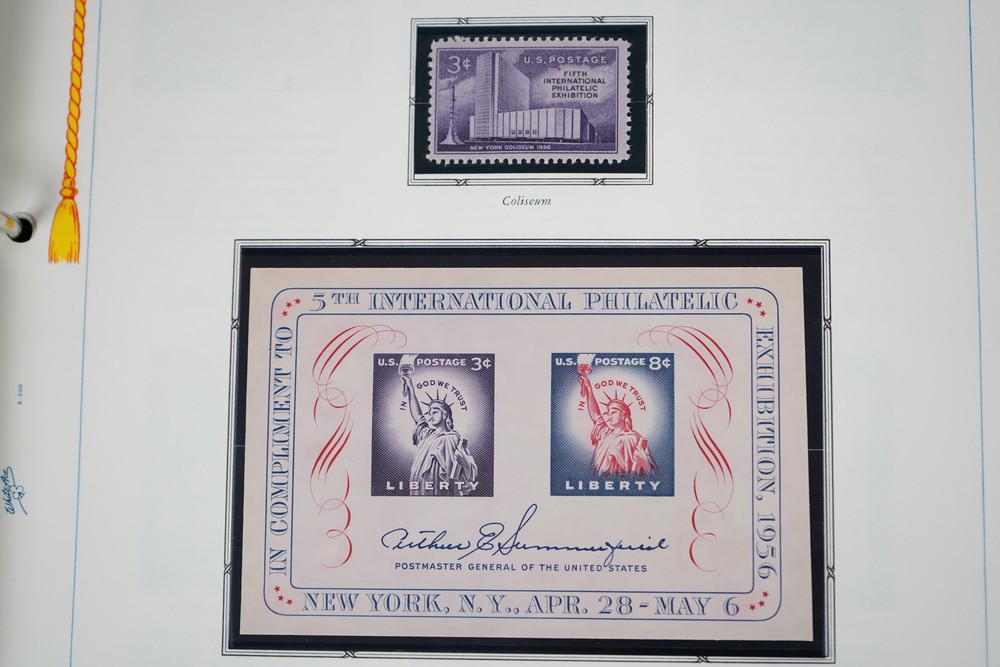 3¢ U.S. POSTAGE
FIFTH
INTERNATIONAL
PHILATELIC
EXHIBITION
NEW YORK COLISEUM 1956
Coliseum
5TH INTERNATIONAL PHILATELIC
EXHIBITION, 1956
IN COMPLIMENT TO
U.S. POSTAGE 3¢
IN GOD WE TRUST
LIBERTY
U.S. POSTAGE 8¢
IN GOD WE TRUST
LIBERTY
Arthur E Summerfield
POSTMASTER GENERAL OF THE UNITED STATES
NEW YORK, N.Y., APR. 28 - MAY 6